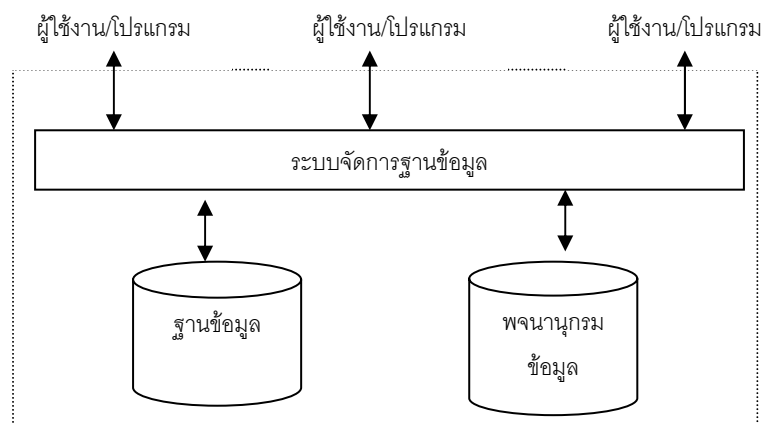 ผู้ใช้งาน/โปรแกรม ผู้ใช้งาน/โปรแกรม ผู้ใช้งาน/โปรแกรม
ระบบจัดการฐานข้อมูล
ฐานข้อมูล
พจนานุกรม
ข้อมูล